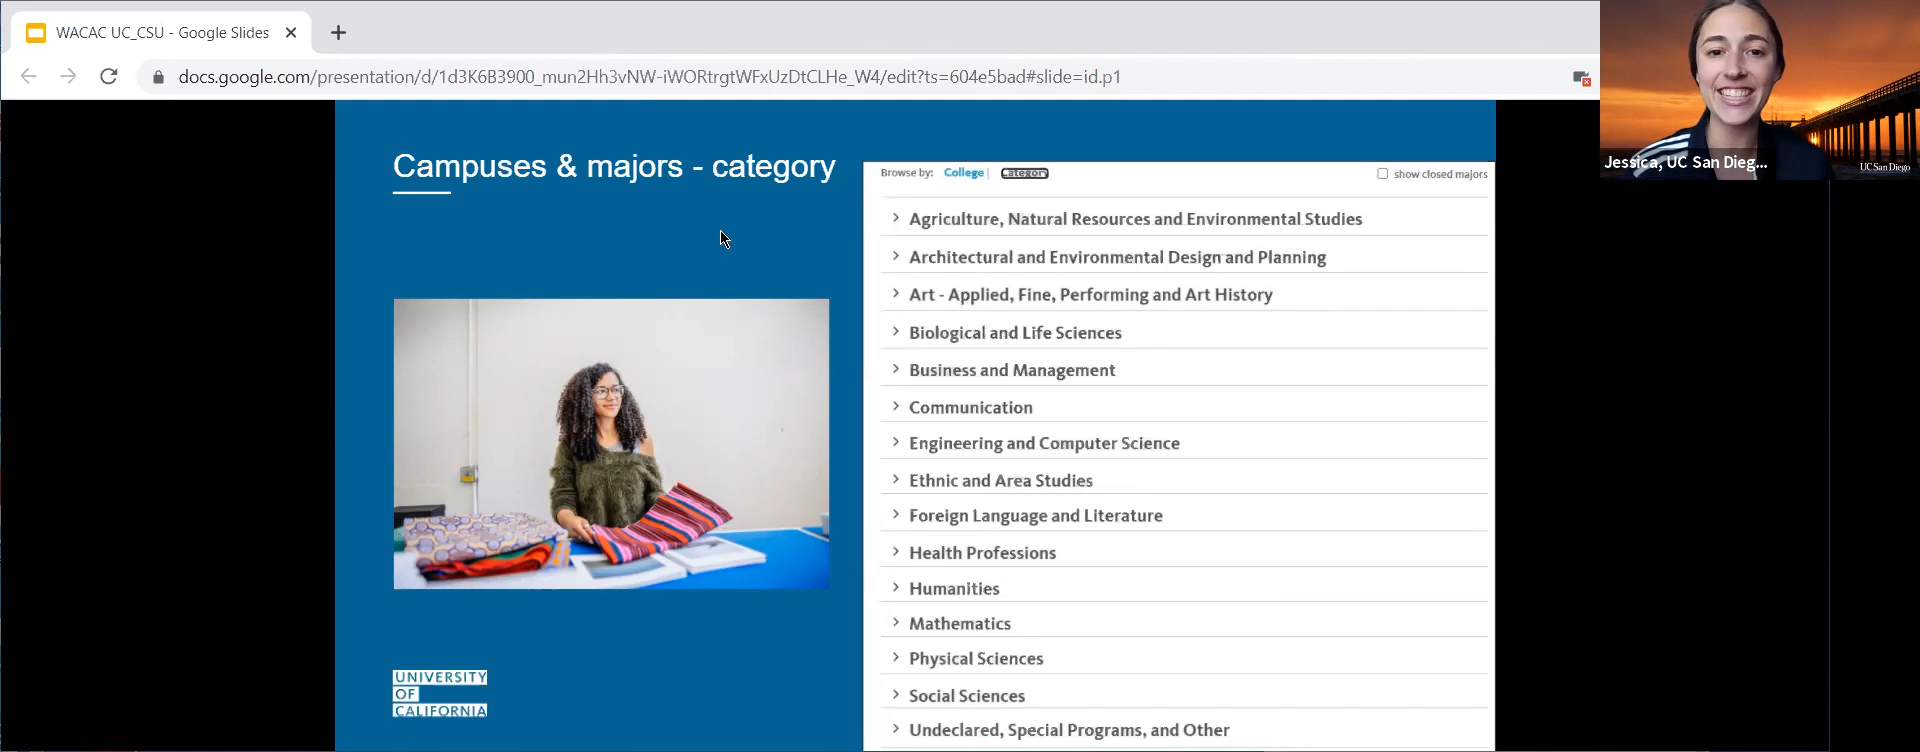 WACAC UC_CSU - Google Slides
docs.google.com/presentation/d/1d3K6B3900_mun2Hh3vNW-iWORtrgtWFxUzDtCLHe_W4/edit?ts=604e5bad#slide=id.p1
Jessica, UC San Dieg...
UC San Diego
Campuses & majors - category
Browse by: College | Category
show closed majors
Agriculture, Natural Resources and Environmental Studies
Architectural and Environmental Design and Planning
Art - Applied, Fine, Performing and Art History
Biological and Life Sciences
Business and Management
Communication
Engineering and Computer Science
Ethnic and Area Studies
Foreign Language and Literature
Health Professions
Humanities
Mathematics
Physical Sciences
Social Sciences
Undeclared, Special Programs, and Other
UNIVERSITY
OF
CALIFORNIA